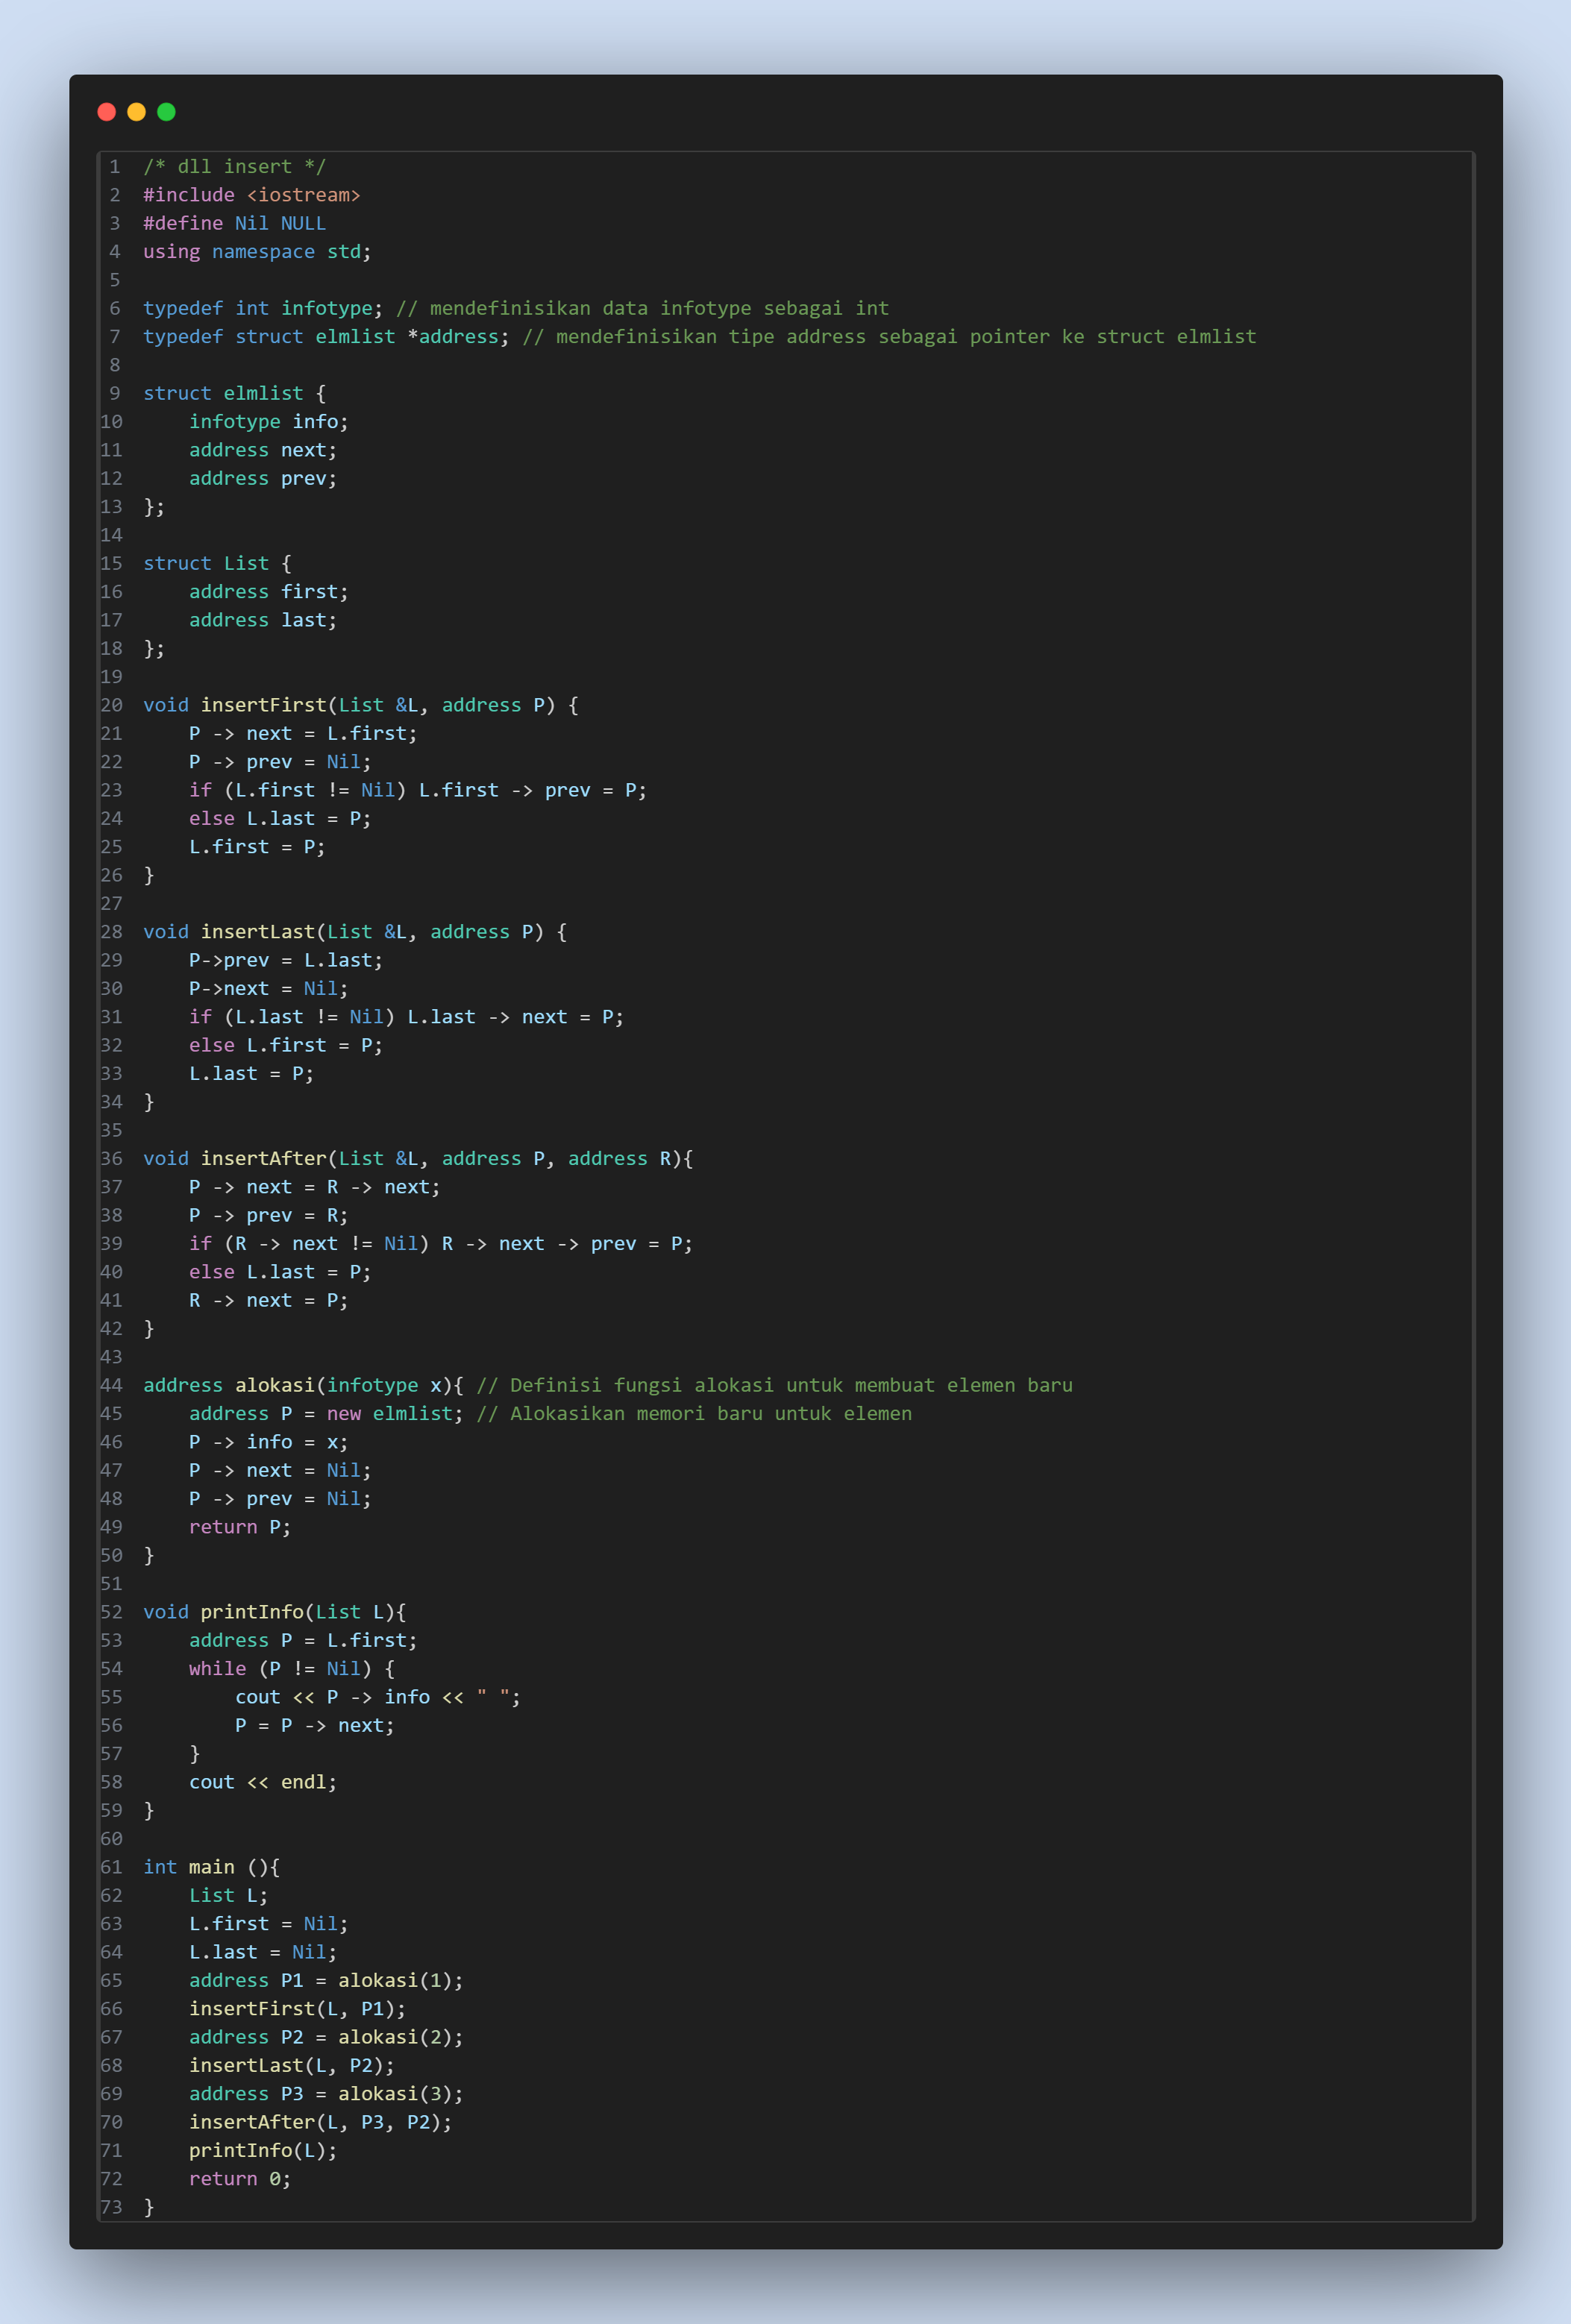 1 /* dll insert */
2 #include <iostream>
3 #define Nil NULL
4 using namespace std;
5
6 typedef int infotype; // mendefinisikan data infotype sebagai int
7 typedef struct elmlist *address; // mendefinisikan tipe address sebagai pointer ke struct elmlist
8
9 struct elmlist {
10     infotype info;
11     address next;
12     address prev;
13 };
14
15 struct List {
16     address first;
17     address last;
18 };
19
20 void insertFirst(List &L, address P) {
21     P -> next = L.first;
22     P -> prev = Nil;
23     if (L.first != Nil) L.first -> prev = P;
24     else L.last = P;
25     L.first = P;
26 }
27
28 void insertLast(List &L, address P) {
29     P->prev = L.last;
30     P->next = Nil;
31     if (L.last != Nil) L.last -> next = P;
32     else L.first = P;
33     L.last = P;
34 }
35
36 void insertAfter(List &L, address P, address R){
37     P -> next = R -> next;
38     P -> prev = R;
39     if (R -> next != Nil) R -> next -> prev = P;
40     else L.last = P;
41     R -> next = P;
42 }
43
44 address alokasi(infotype x){ // Definisi fungsi alokasi untuk membuat elemen baru
45     address P = new elmlist; // Alokasikan memori baru untuk elemen
46     P -> info = x;
47     P -> next = Nil;
48     P -> prev = Nil;
49     return P;
50 }
51
52 void printInfo(List L){
53     address P = L.first;
54     while (P != Nil) {
55         cout << P -> info << " ";
56         P = P -> next;
57     }
58     cout << endl;
59 }
60
61 int main (){
62     List L;
63     L.first = Nil;
64     L.last = Nil;
65     address P1 = alokasi(1);
66     insertFirst(L, P1);
67     address P2 = alokasi(2);
68     insertLast(L, P2);
69     address P3 = alokasi(3);
70     insertAfter(L, P3, P2);
71     printInfo(L);
72     return 0;
73 }